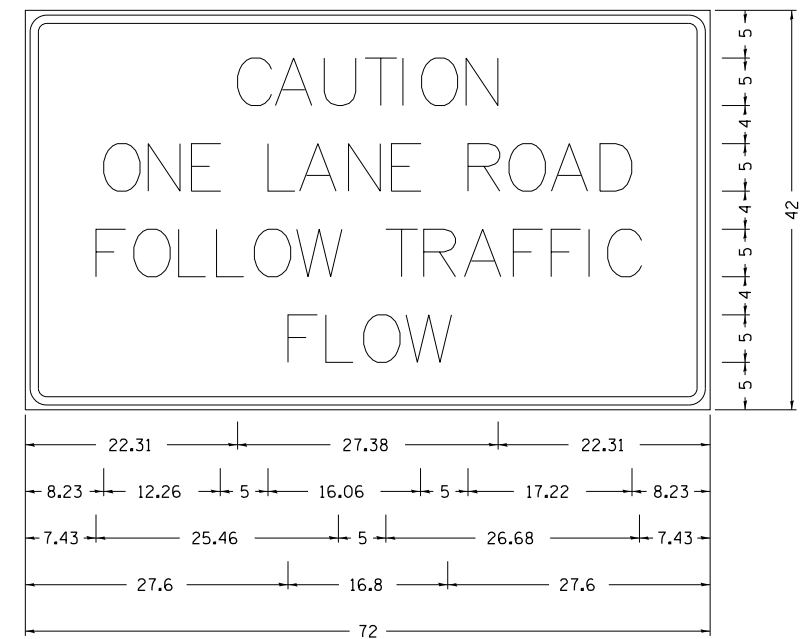 CAUTION
ONE LANE ROAD
FOLLOW TRAFFIC
FLOW
5
5
4
5
4
5
4
5
5
42
22.31 27.38 22.31
8.23 12.26 5 16.06 5 17.22 8.23
7.43 25.46 5 26.68 7.43
27.6 16.8 27.6
72